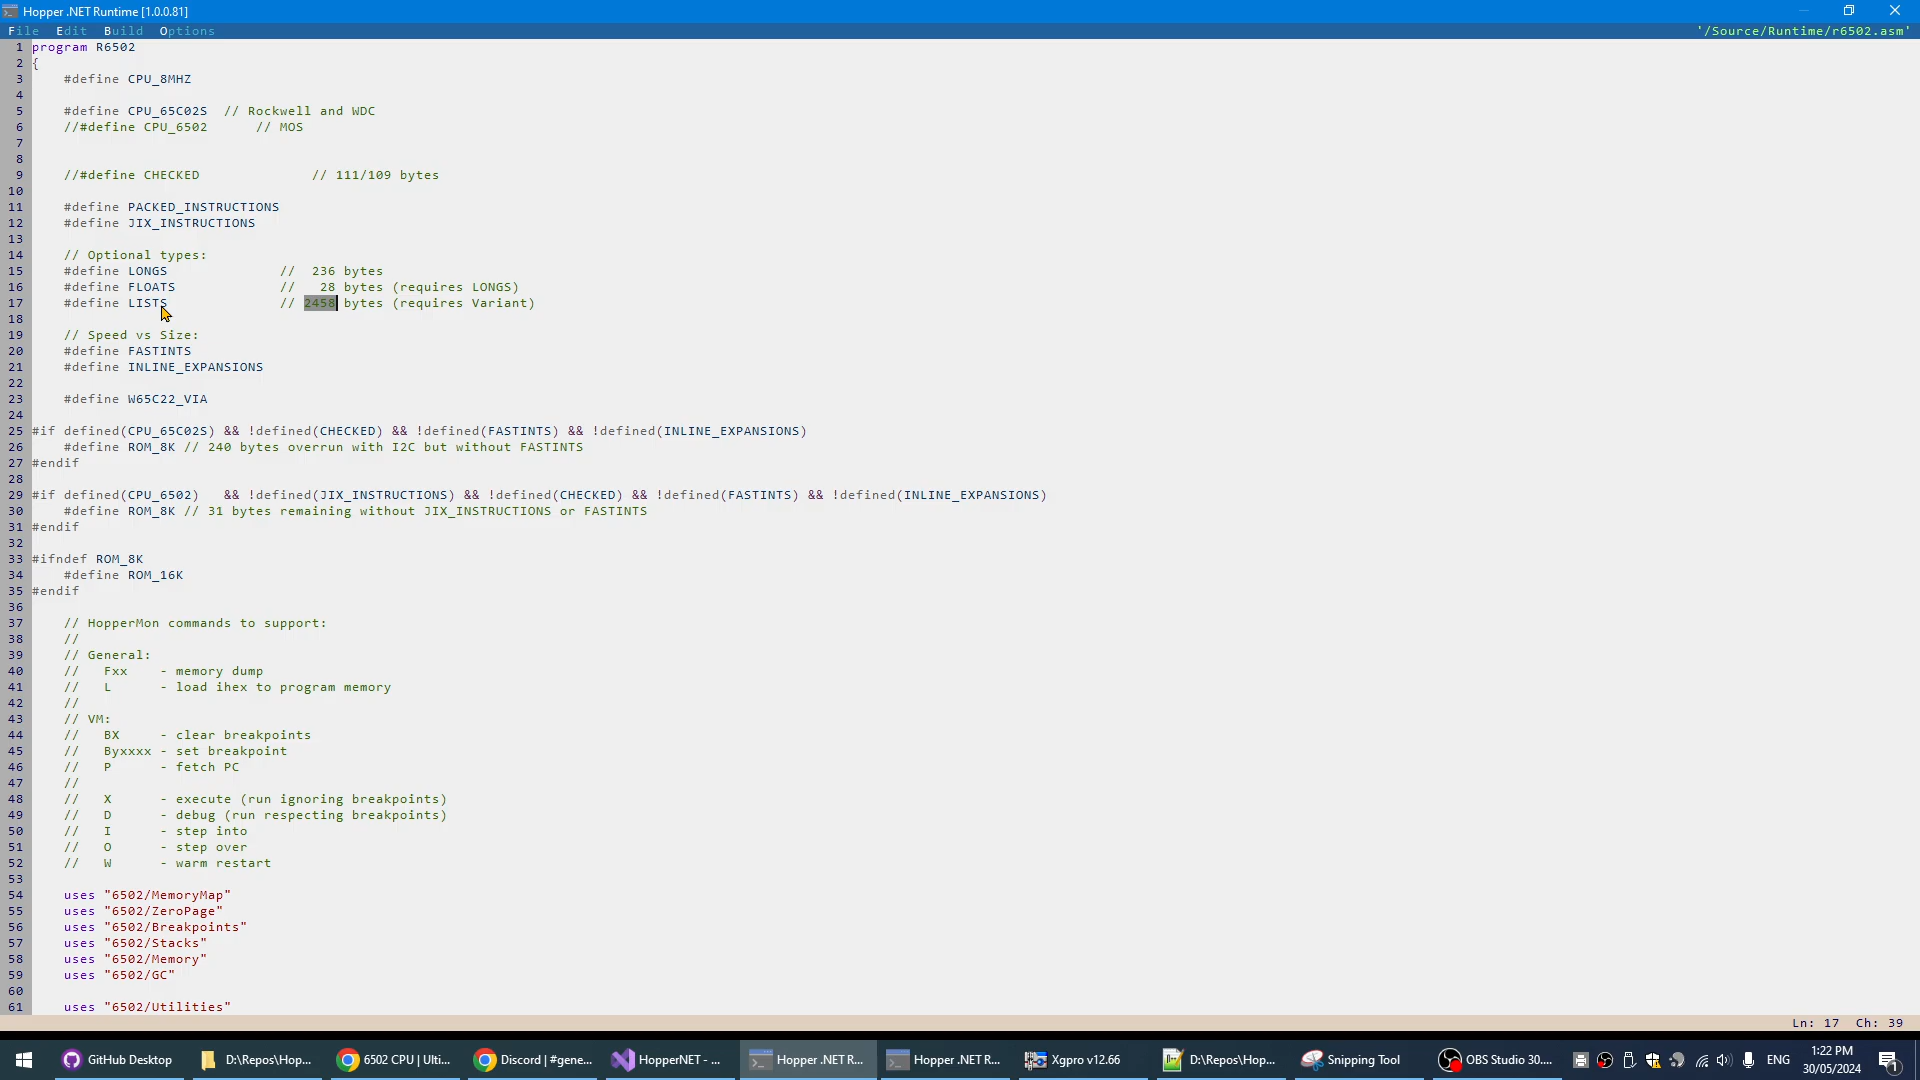 Hopper .NET Runtime [1.0.0.81]
File Edit Build Options '/Source/Runtime/r6502.asm'
1 program R6502
2 {
3 #define CPU_8MHZ
4
5 #define CPU_65C02S // Rockwell and WDC
6 //#define CPU_6502 // MOS
7
8
9 //#define CHECKED // 111/109 bytes
10
11 #define PACKED_INSTRUCTIONS
12 #define JIX_INSTRUCTIONS
13
14 // Optional types:
15 #define LONGS // 236 bytes
16 #define FLOATS // 28 bytes (requires LONGS)
17 #define LISTS // 2458 bytes (requires Variant)
18
19 // Speed vs Size:
20 #define FASTINTS
21 #define INLINE_EXPANSIONS
22
23 #define W65C22_VIA
24
25 #if defined(CPU_65C02S) && !defined(CHECKED) && !defined(FASTINTS) && !defined(INLINE_EXPANSIONS)
26 #define ROM_8K // 240 bytes overrun with I2C but without FASTINTS
27 #endif
28
29 #if defined(CPU_6502) && !defined(JIX_INSTRUCTIONS) && !defined(CHECKED) && !defined(FASTINTS) && !defined(INLINE_EXPANSIONS)
30 #define ROM_8K // 31 bytes remaining without JIX_INSTRUCTIONS or FASTINTS
31 #endif
32
33 #ifndef ROM_8K
34 #define ROM_16K
35 #endif
36
37 // HopperMon commands to support:
38 //
39 // General:
40 // Fxx - memory dump
41 // L - load ihex to program memory
42 //
43 // VM:
44 // BX - clear breakpoints
45 // Byxxxx - set breakpoint
46 // P - fetch PC
47 //
48 // X - execute (run ignoring breakpoints)
49 // D - debug (run respecting breakpoints)
50 // I - step into
51 // O - step over
52 // W - warm restart
53
54 uses "6502/MemoryMap"
55 uses "6502/ZeroPage"
56 uses "6502/Breakpoints"
57 uses "6502/Stacks"
58 uses "6502/Memory"
59 uses "6502/GC"
60
61 uses "6502/Utilities"
Ln: 17 Ch: 39
GitHub Desktop D:\Repos\Hop... 6502 CPU | Ulti... Discord | #gene... HopperNET - ... Hopper .NET R... Hopper .NET R... Xgpro v12.66 D:\Repos\Hop... Snipping Tool OBS Studio 30.... ENG 1:22 PM
30/05/2024 1